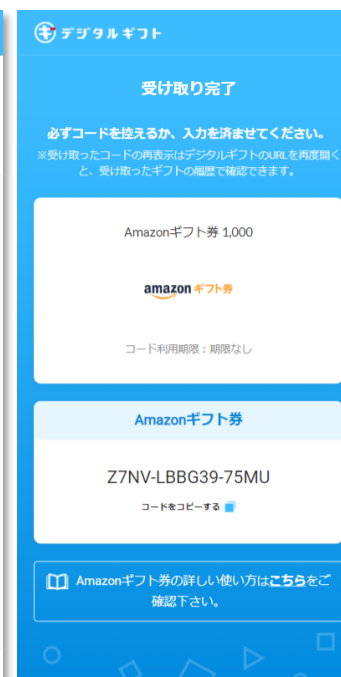 デジタルギフト
受け取り完了
必ずコードを控えるか、入力を済ませてください。
※受け取ったコードの再表示はデジタルギフトのURLを再度開く
と、受け取ったギフトの履歴で確認できます。
Amazonギフト券 1,000
amazon ギフト券
コード利用期限：期限なし
Amazonギフト券
Z7NV-LBBG39-75MU
コードをコピーする
Amazonギフト券の詳しい使い方はこちらをご
確認下さい。